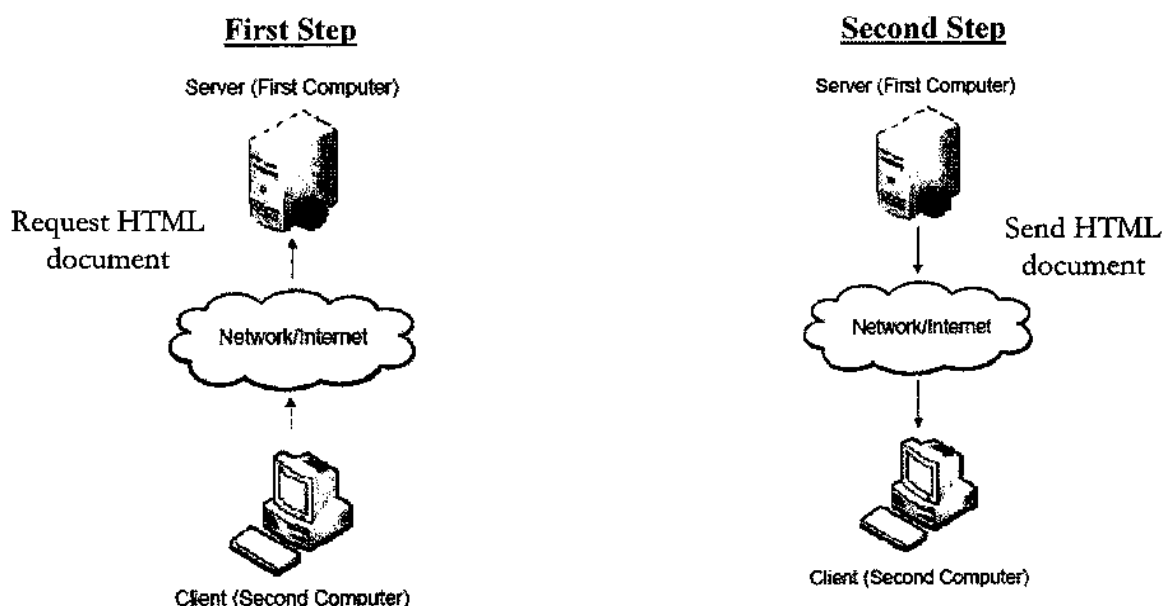 First Step
Server (First Computer)
Request HTML
document
Network/Internet
Client (Second Computer)
Second Step
Server (First Computer)
Send HTML
document
Network/Internet
Client (Second Computer)